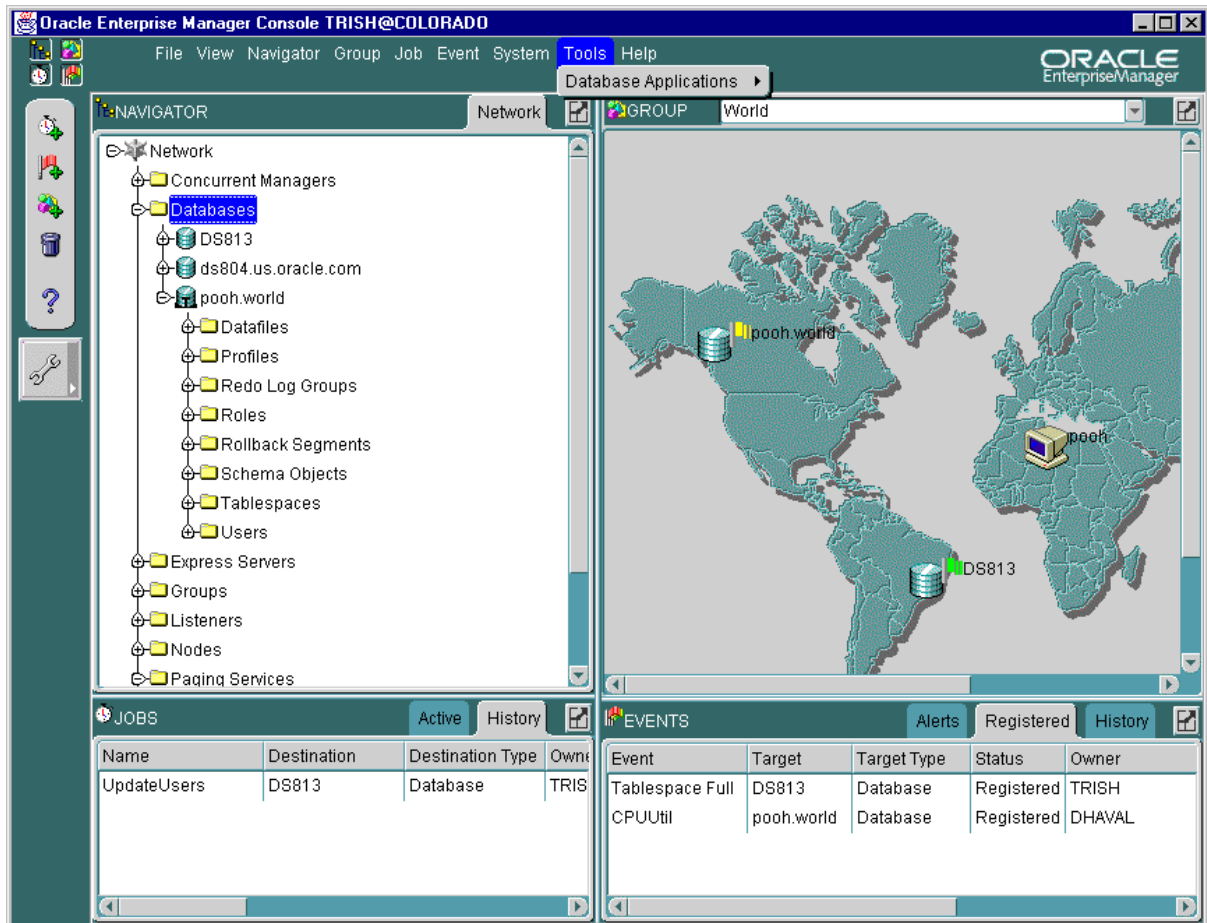 Oracle Enterprise Manager Console TRISH@COLORADO
File View Navigator Group Job Event System Tools Help
ORACLE
EnterpriseManager
Database Applications
NAVIGATOR
Network
Network
Concurrent Managers
Databases
DS813
ds804.us.oracle.com
pooh.world
Datafiles
Profiles
Redo Log Groups
Roles
Rollback Segments
Schema Objects
Tablespaces
Users
Express Servers
Groups
Listeners
Nodes
Paging Services
GROUP World
pooh.world
pooh
DS813
JOBS Active History
Name Destination Destination Type Owne
UpdateUsers DS813 Database TRIS
EVENTS Alerts Registered History
Event Target Target Type Status Owner
Tablespace Full DS813 Database Registered TRISH
CPUUtil pooh.world Database Registered DHAVAL